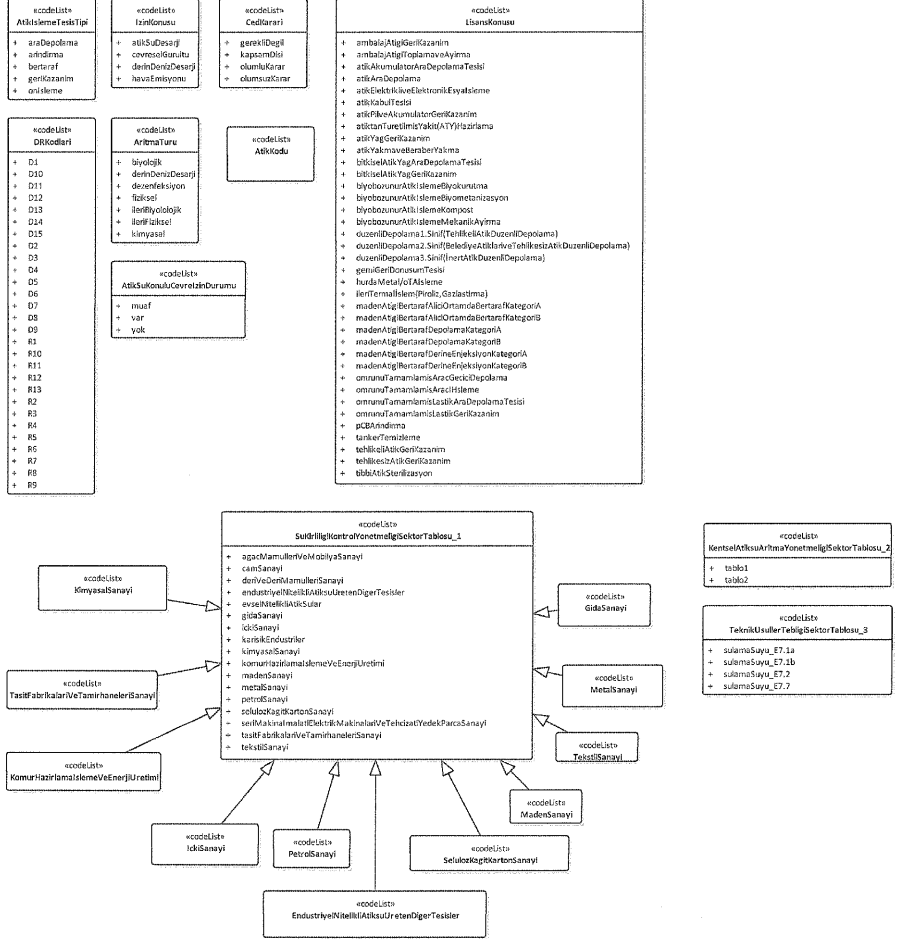 «codeList»
AtikIslemeTesisTipi
+ araDepolama
+ arindirma
+ bertaraf
+ geriKazanim
+ onisleme
«codeList»
IzinKonusu
+ atikSuDesarji
+ cevreselGurultu
+ derinDenizDesarji
+ havaEmisyonu
«codeList»
CedKarari
+ gerekliDegil
+ kapsamDisi
+ olumluKarar
+ olumsuzKarar
«codeList»
LisansKonusu
+ ambalajAtigiGeriKazanim
+ ambalajAtigiToplamaveAyirma
+ atikAkumulatorAraDepolamaTesisi
+ atikAraDepolama
+ atikElektrikliveElektronikEsyaIsleme
+ atikKabulTesisi
+ atikPilveAkumulatorGeriKazanim
+ atiktanTuretilmisYakit(ATY)Hazirlama
+ atikYagGeriKazanim
+ atikYakmaveBeraberYakma
+ bitkiselAtikYagAraDepolamaTesisi
+ bitkiselAtikYagGeriKazanim
+ biyobozunurAtikIslemeBiyokurutma
+ biyobozunurAtikIslemeBiyometanizasyon
+ biyobozunurAtikIslemeKompost
+ biyobozunurAtikIslemeMekanikAyirma
+ duzenliDepolama1.Sinif(TehlikeliAtikDuzenliDepolama)
+ duzenliDepolama2.Sinif(BelediyeAtiklariveTehlikesizAtikDuzenliDepolama)
+ duzenliDepolama3.Sinif(İnertAtikDuzenliDepolama)
+ gemiGeriDonusumTesisi
+ hurdaMetal/oTAisleme
+ ileriTermalİslem(Piroliz,Gazlastirma)
+ madenAtigiBertarafAliciOrtamdaBertarafKategoriA
+ madenAtigiBertarafAliciOrtamdaBertarafKategoriB
+ madenAtigiBertarafDepolamaKategoriA
+ madenAtigiBertarafDepolamaKategoriB
+ madenAtigiBertarafDerineEnjeksiyonKategoriA
+ madenAtigiBertarafDerineEnjeksiyonKategoriB
+ omrunuTamamlamisAracGeciciDepolama
+ omrunuTamamlamisAraclHsleme
+ omrunuTamamlamisLastikAraDepolamaTesisi
+ omrunuTamamlamisLastikGeriKazanim
+ pCBArindirma
+ tankerTemizleme
+ tehlikeliAtikGeriKazanim
+ tehlikesizAtikGeriKazanim
+ tibbiAtikSterilizasyon
«codeList»
DRKodlari
+ D1
+ D10
+ D11
+ D12
+ D13
+ D14
+ D15
+ D2
+ D3
+ D4
+ D5
+ D6
+ D7
+ D8
+ D9
+ R1
+ R10
+ R11
+ R12
+ R13
+ R2
+ R3
+ R4
+ R5
+ R6
+ R7
+ R8
+ R9
«codeList»
AritmaTuru
+ biyolojik
+ derinDenizDesarji
+ dezenfeksiyon
+ fiziksel
+ ileriBiyololojik
+ ileriFiziksel
+ kimyasal
«codeList»
AtikKodu
«codeList»
AtikSuKonuluCevreIzinDurumu
+ muaf
+ var
+ yok
«codeList»
SuKirliligiKontrolYonetmeligiSektorTablosu_1
+ agacMamulleriVeMobilyaSanayi
+ camSanayi
+ deriVeDeriMamulleriSanayi
+ endustriyelNitelikliAtiksuUretenDigerTesisler
+ evselNitelikliAtikSular
+ gidaSanayi
+ ickiSanayi
+ karisikEndustriler
+ kimyasalSanayi
+ komurHazirlamaIslemeVeEnerjiUretimi
+ madenSanayi
+ metalSanayi
+ petrolSanayi
+ selulozKagitKartonSanayi
+ seriMakinaImalatiElektrikMakinalariVeTehcizatiYedekParcaSanayi
+ tasitFabrikalariVeTamirhaneleriSanayi
+ tekstilSanayi
«codeList»
KentselAtiksuAritmaYonetmeligiSektorTablosu_2
+ tablo1
+ tablo2
«codeList»
TeknikUsullerTebligiSektorTablosu_3
+ sulamaSuyu_E7.1a
+ sulamaSuyu_E7.1b
+ sulamaSuyu_E7.2
+ sulamaSuyu_E7.7
«codeList»
KimyasalSanayi
«codeList»
GidaSanayi
«codeList»
TasitFabrikalariVeTamirhaneleriSanayi
«codeList»
MetalSanayi
«codeList»
TekstilSanayi
«codeList»
KomurHazirlamaIslemeVeEnerjiUretimi
«codeList»
MadenSanayi
«codeList»
IckiSanayi
«codeList»
PetrolSanayi
«codeList»
SelulozKagitKartonSanayi
«codeList»
EndustriyelNitelikliAtiksuUretenDigerTesisler